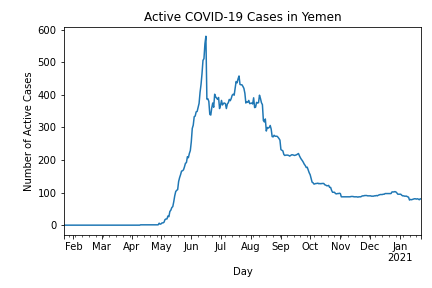 Active COVID-19 Cases in Yemen
600
500
400
300
200
100
0
Number of Active Cases
Feb Mar Apr May Jun Jul Aug Sep Oct Nov Dec Jan
2021
Day